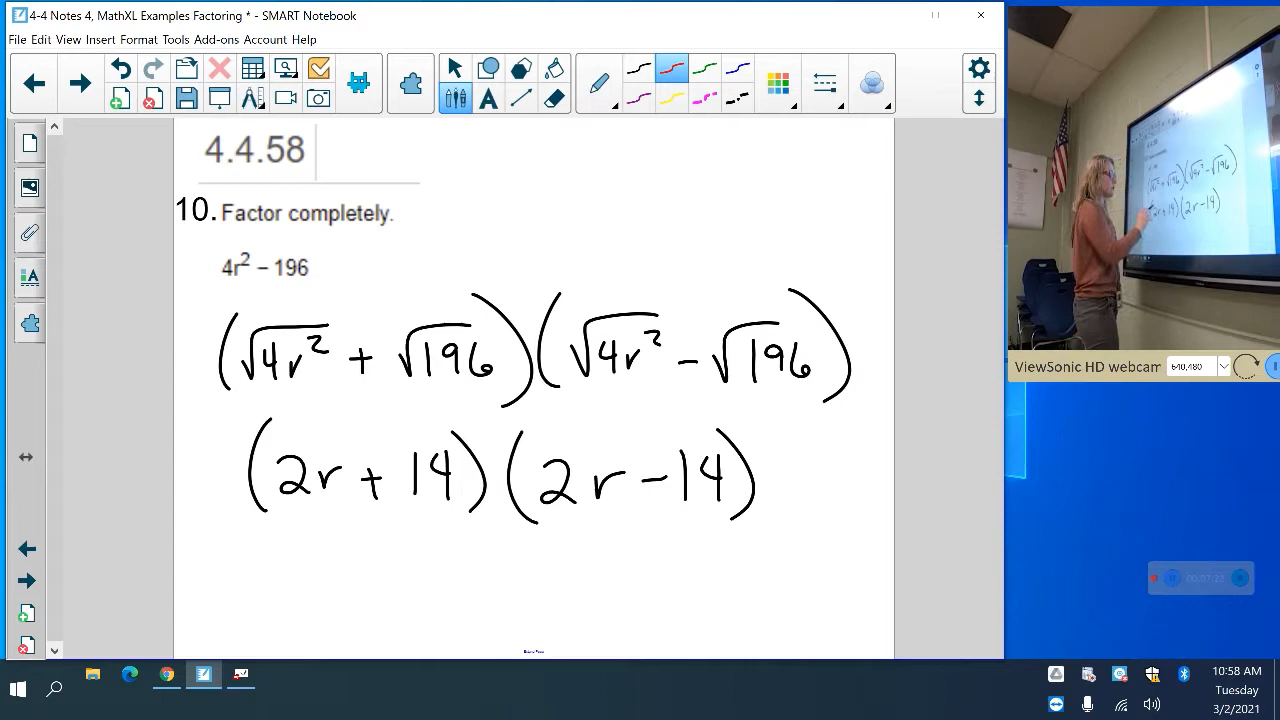 4-4 Notes 4, MathXL Examples Factoring * - SMART Notebook
File Edit View Insert Format Tools Add-ons Account Help
4.4.58
10. Factor completely.
4r² − 196
(√4r² + √196)(√4r² − √196)
(2r + 14)(2r − 14)
ViewSonic HD webcam 640,480
10:58 AM
Tuesday
3/2/2021